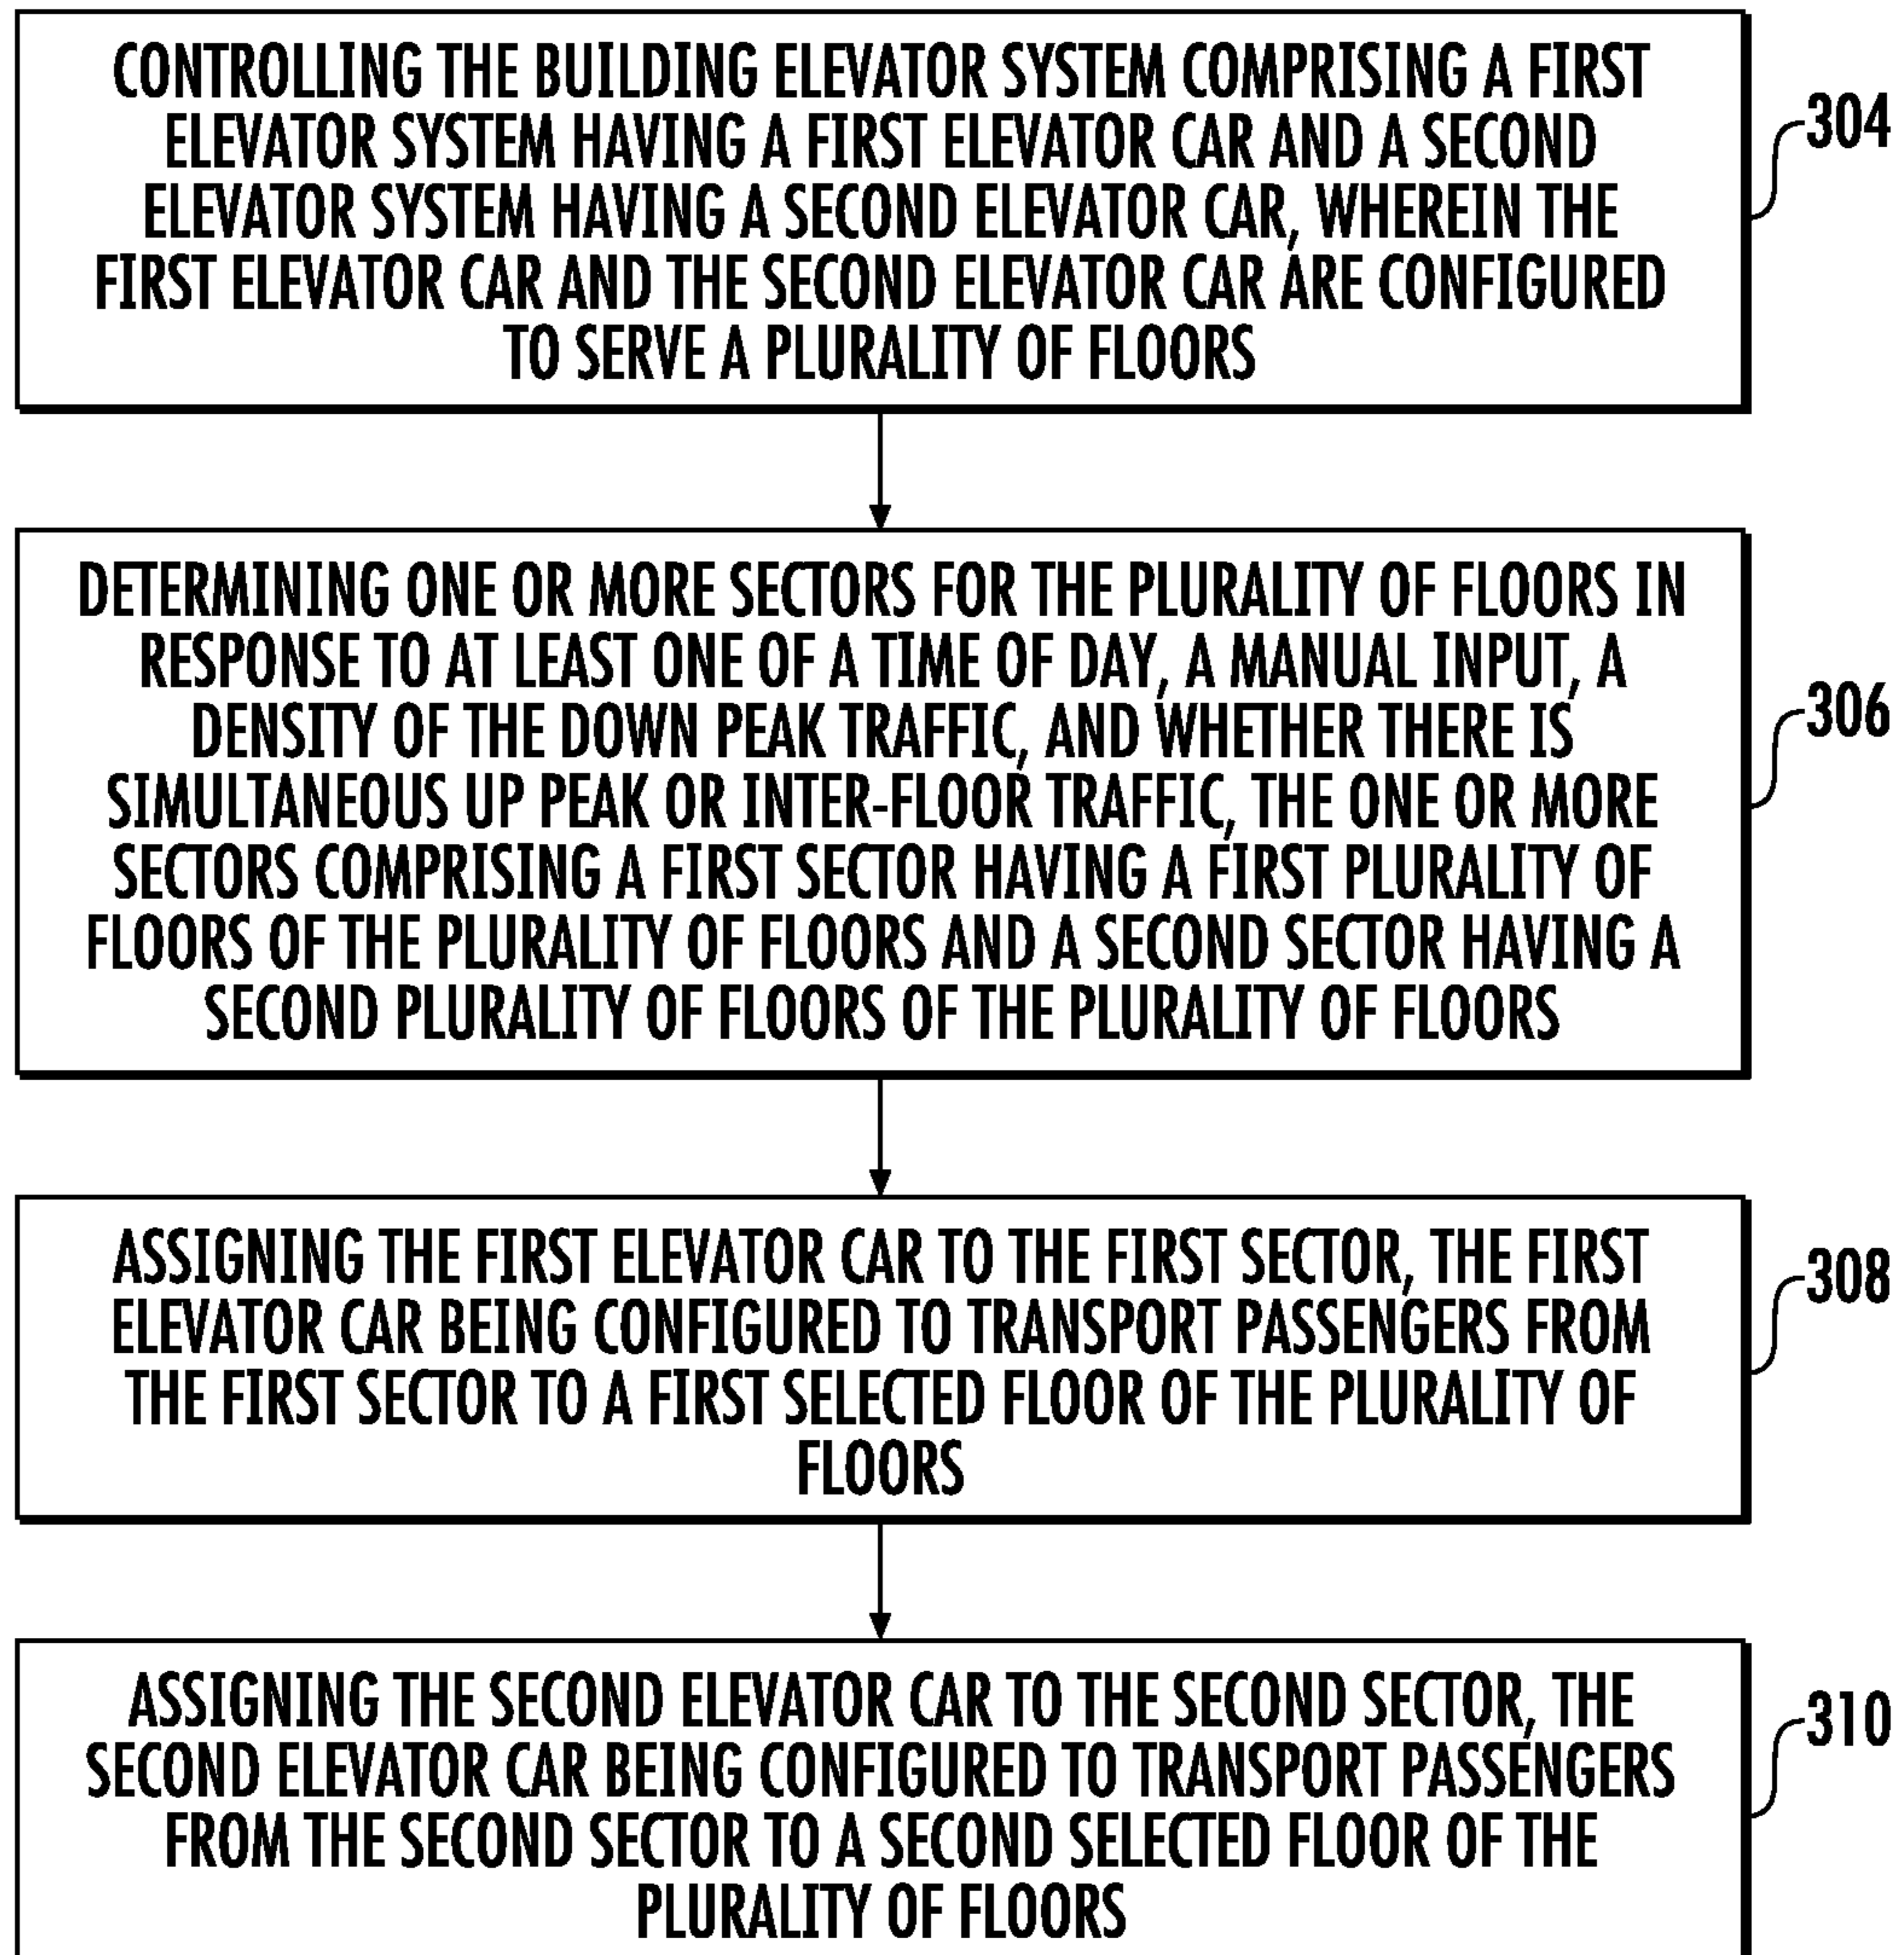 CONTROLLING THE BUILDING ELEVATOR SYSTEM COMPRISING A FIRST
ELEVATOR SYSTEM HAVING A FIRST ELEVATOR CAR AND A SECOND
ELEVATOR SYSTEM HAVING A SECOND ELEVATOR CAR, WHEREIN THE
FIRST ELEVATOR CAR AND THE SECOND ELEVATOR CAR ARE CONFIGURED
TO SERVE A PLURALITY OF FLOORS
304
DETERMINING ONE OR MORE SECTORS FOR THE PLURALITY OF FLOORS IN
RESPONSE TO AT LEAST ONE OF A TIME OF DAY, A MANUAL INPUT, A
DENSITY OF THE DOWN PEAK TRAFFIC, AND WHETHER THERE IS
SIMULTANEOUS UP PEAK OR INTER-FLOOR TRAFFIC, THE ONE OR MORE
SECTORS COMPRISING A FIRST SECTOR HAVING A FIRST PLURALITY OF
FLOORS OF THE PLURALITY OF FLOORS AND A SECOND SECTOR HAVING A
SECOND PLURALITY OF FLOORS OF THE PLURALITY OF FLOORS
306
ASSIGNING THE FIRST ELEVATOR CAR TO THE FIRST SECTOR, THE FIRST
ELEVATOR CAR BEING CONFIGURED TO TRANSPORT PASSENGERS FROM
THE FIRST SECTOR TO A FIRST SELECTED FLOOR OF THE PLURALITY OF
FLOORS
308
ASSIGNING THE SECOND ELEVATOR CAR TO THE SECOND SECTOR, THE
SECOND ELEVATOR CAR BEING CONFIGURED TO TRANSPORT PASSENGERS
FROM THE SECOND SECTOR TO A SECOND SELECTED FLOOR OF THE
PLURALITY OF FLOORS
310